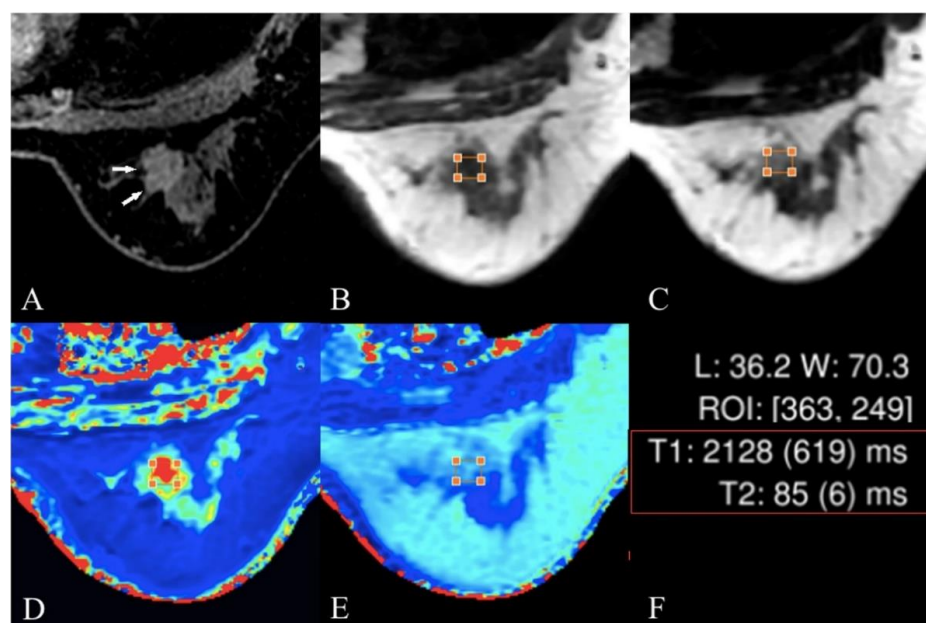 A
B
C
D
E
L: 36.2 W: 70.3
ROI: [363, 249]
T1: 2128 (619) ms
T2: 85 (6) ms
F